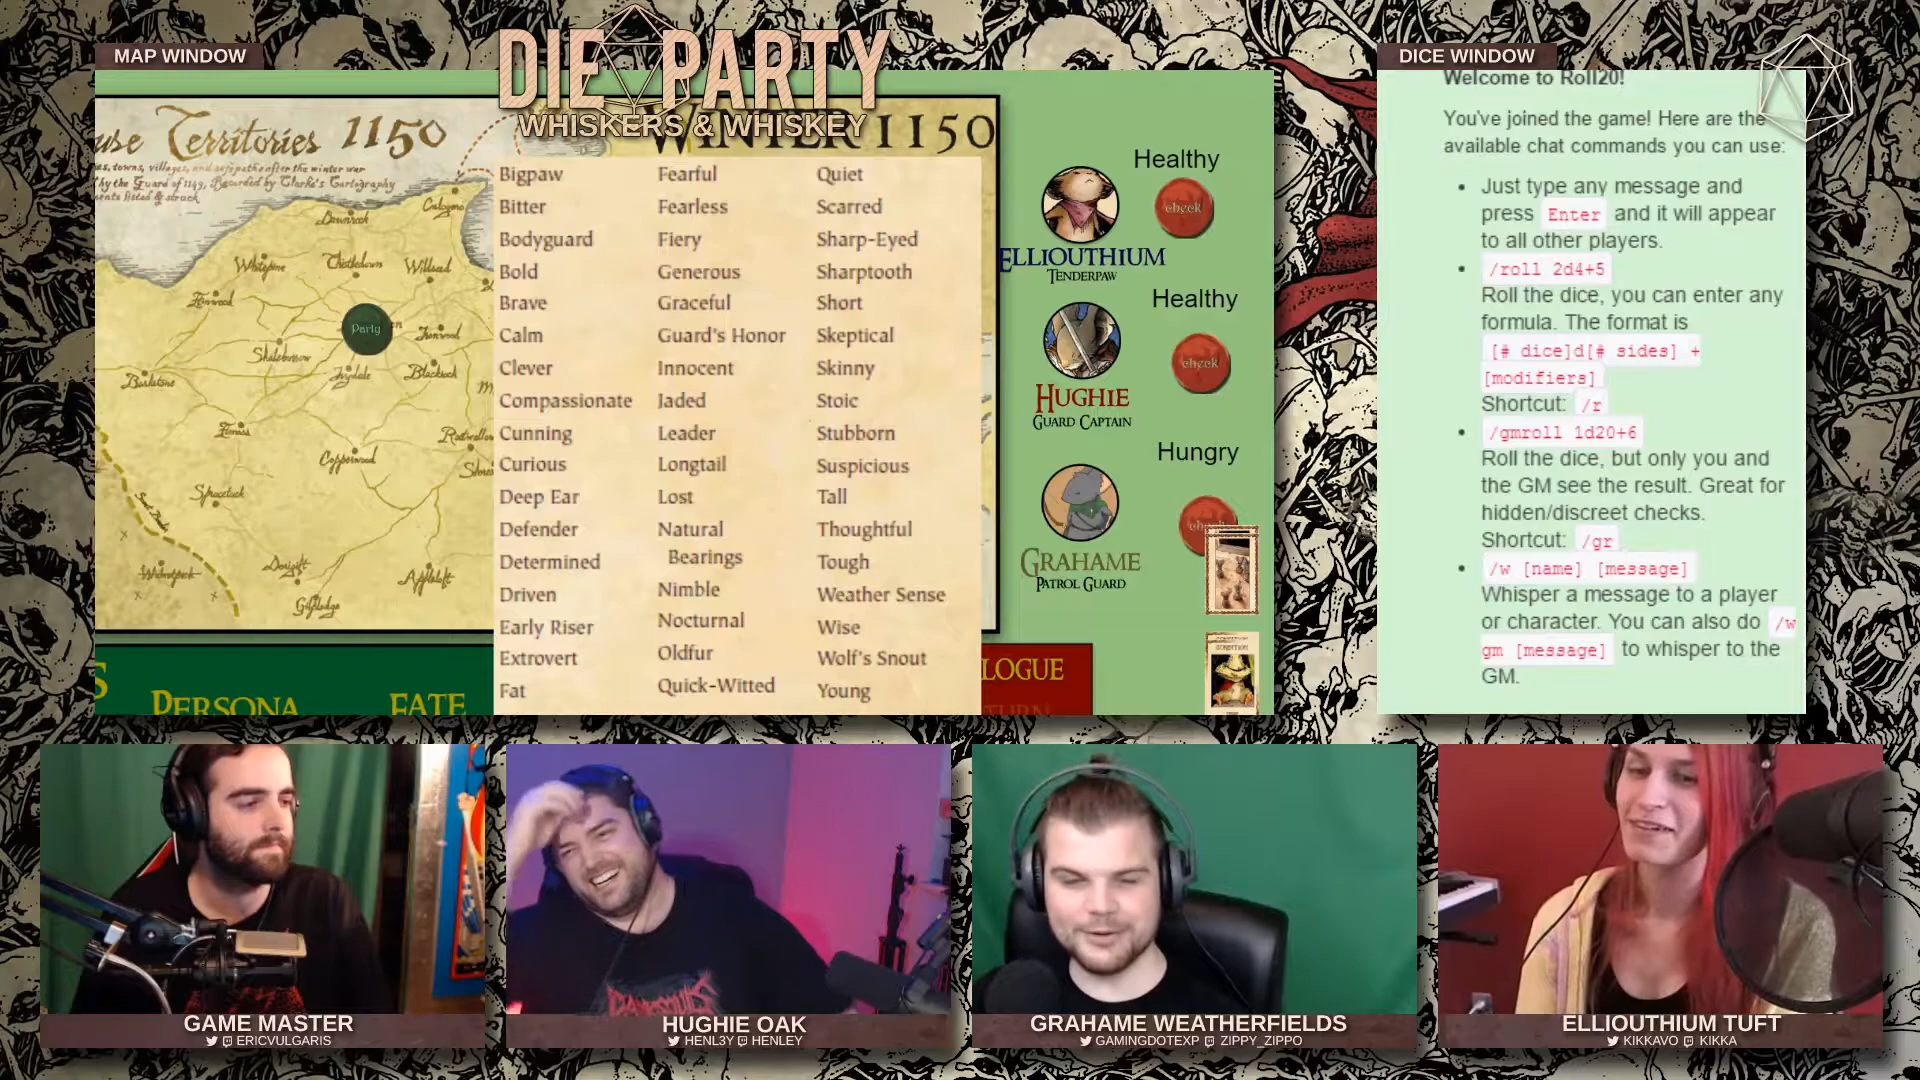 MAP WINDOW
DIE PARTY
WHISKERS & WHISKEY
DICE WINDOW
use Territories 1150
WINTER 1150
Bigpaw
Bitter
Bodyguard
Bold
Brave
Calm
Clever
Compassionate
Cunning
Curious
Deep Ear
Defender
Determined
Driven
Early Riser
Extrovert
Fat
Fearful
Fearless
Fiery
Generous
Graceful
Guard's Honor
Innocent
Jaded
Leader
Longtail
Lost
Natural
Bearings
Nimble
Nocturnal
Oldfur
Quick-Witted
Quiet
Scarred
Sharp-Eyed
Sharptooth
Short
Skeptical
Skinny
Stoic
Stubborn
Suspicious
Tall
Thoughtful
Tough
Weather Sense
Wise
Wolf's Snout
Young
Thistledown
Party
Ivydale
Barkstone
Copperwood
Sprucetuck
Walnutpeck
Dorigift
Appleloft
Gilpledge
S
PERSONA
FATE
LOGUE
TURN
Healthy
check
ELLIOUTHIUM
TENDERPAW
Healthy
check
HUGHIE
GUARD CAPTAIN
Hungry
check
GRAHAME
PATROL GUARD
CONDITION
Welcome to Roll20!
You've joined the game! Here are the
available chat commands you can use:
• Just type any message and
press Enter and it will appear
to all other players.
• /roll 2d4+5
Roll the dice, you can enter any
formula. The format is
[# dice]d[# sides] +
[modifiers]
Shortcut: /r
• /gmroll 1d20+6
Roll the dice, but only you and
the GM see the result. Great for
hidden/discreet checks.
Shortcut: /gr
• /w [name] [message]
Whisper a message to a player
or character. You can also do /w
gm [message] to whisper to the
GM.
GAME MASTER
ERICVULGARIS
HUGHIE OAK
HENL3Y HENLEY
GRAHAME WEATHERFIELDS
GAMINGDOTEXP ZIPPY_ZIPPO
ELLIOUTHIUM TUFT
KIKKAVO KIKKA